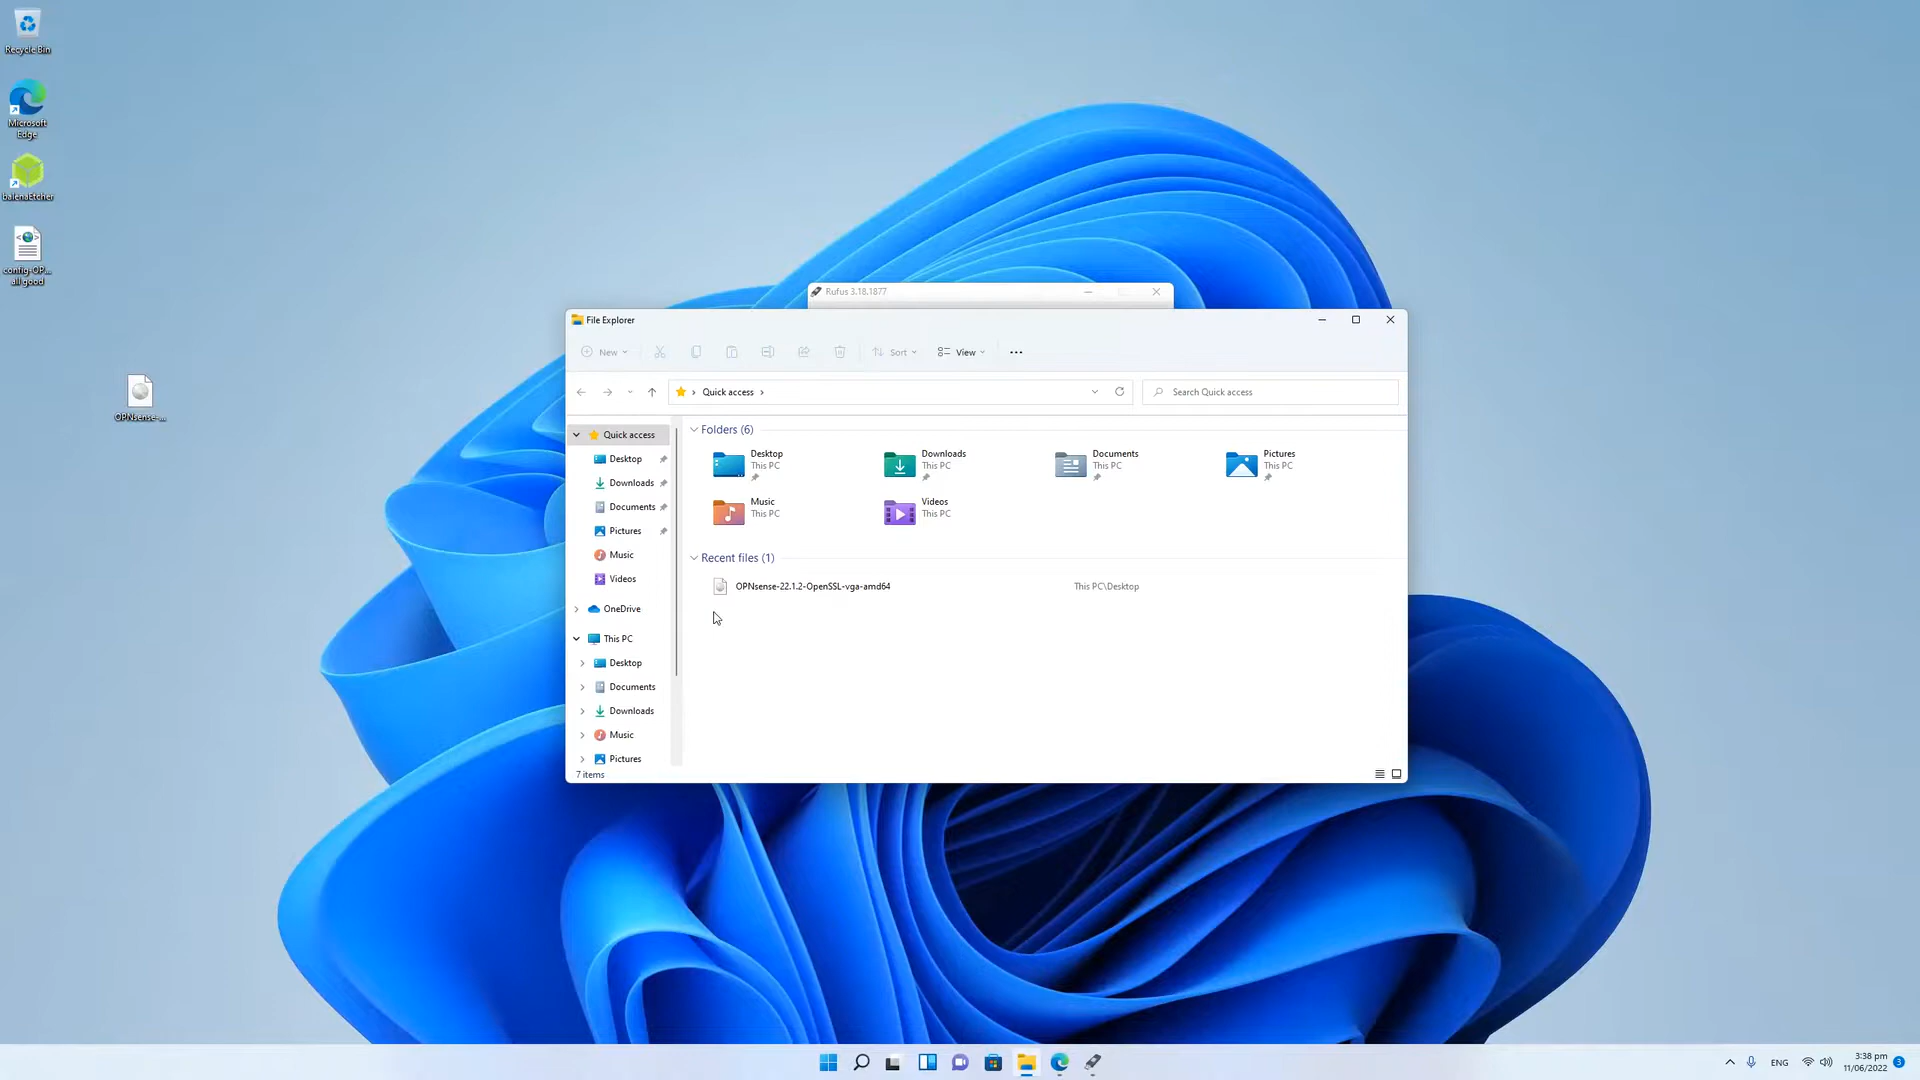 Recycle Bin
Microsoft
Edge
balenaEtcher
config-OP...
all good
OPNsense-...
Rufus 3.18.1877
File Explorer
New
Sort
View
Quick access
Search Quick access
Quick access
Desktop
Downloads
Documents
Pictures
Music
Videos
OneDrive
This PC
Desktop
Documents
Downloads
Music
Pictures
Folders (6)
Desktop
This PC
Downloads
This PC
Documents
This PC
Pictures
This PC
Music
This PC
Videos
This PC
Recent files (1)
OPNsense-22.1.2-OpenSSL-vga-amd64
This PC\Desktop
7 items
ENG
3:38 pm
11/06/2022
3